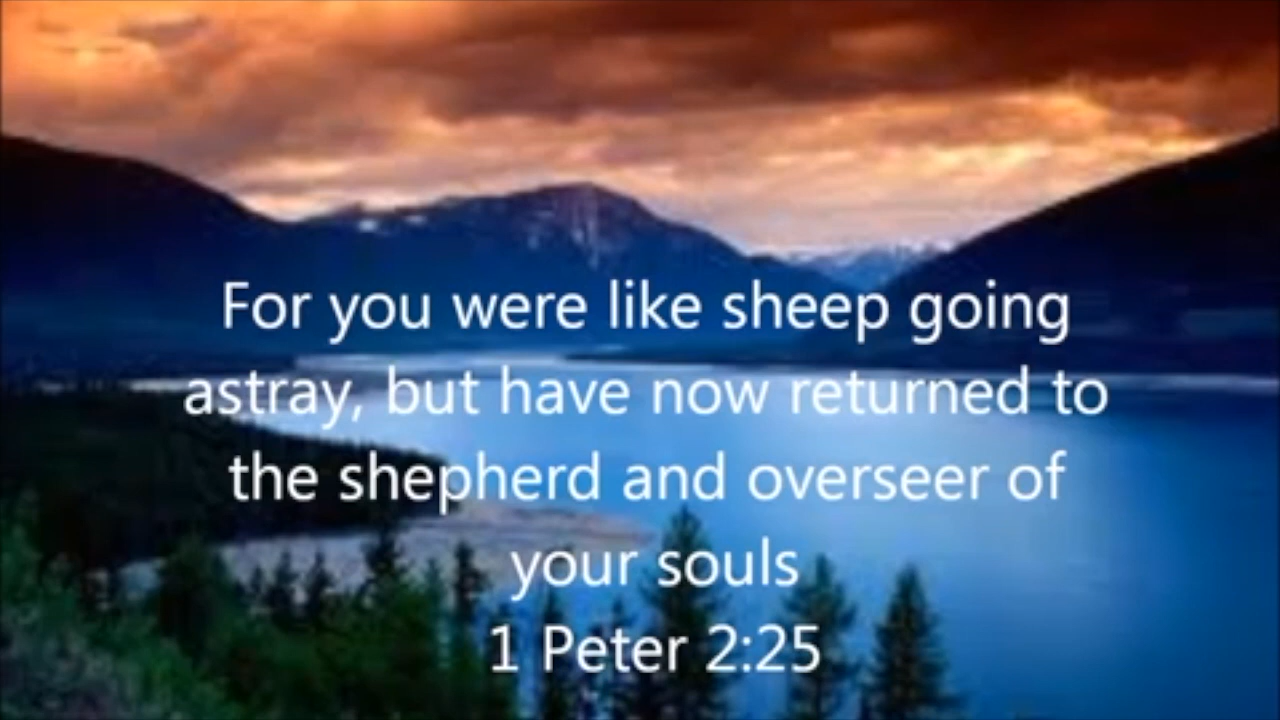 For you were like sheep going
astray, but have now returned to
the shepherd and overseer of
your souls
1 Peter 2:25